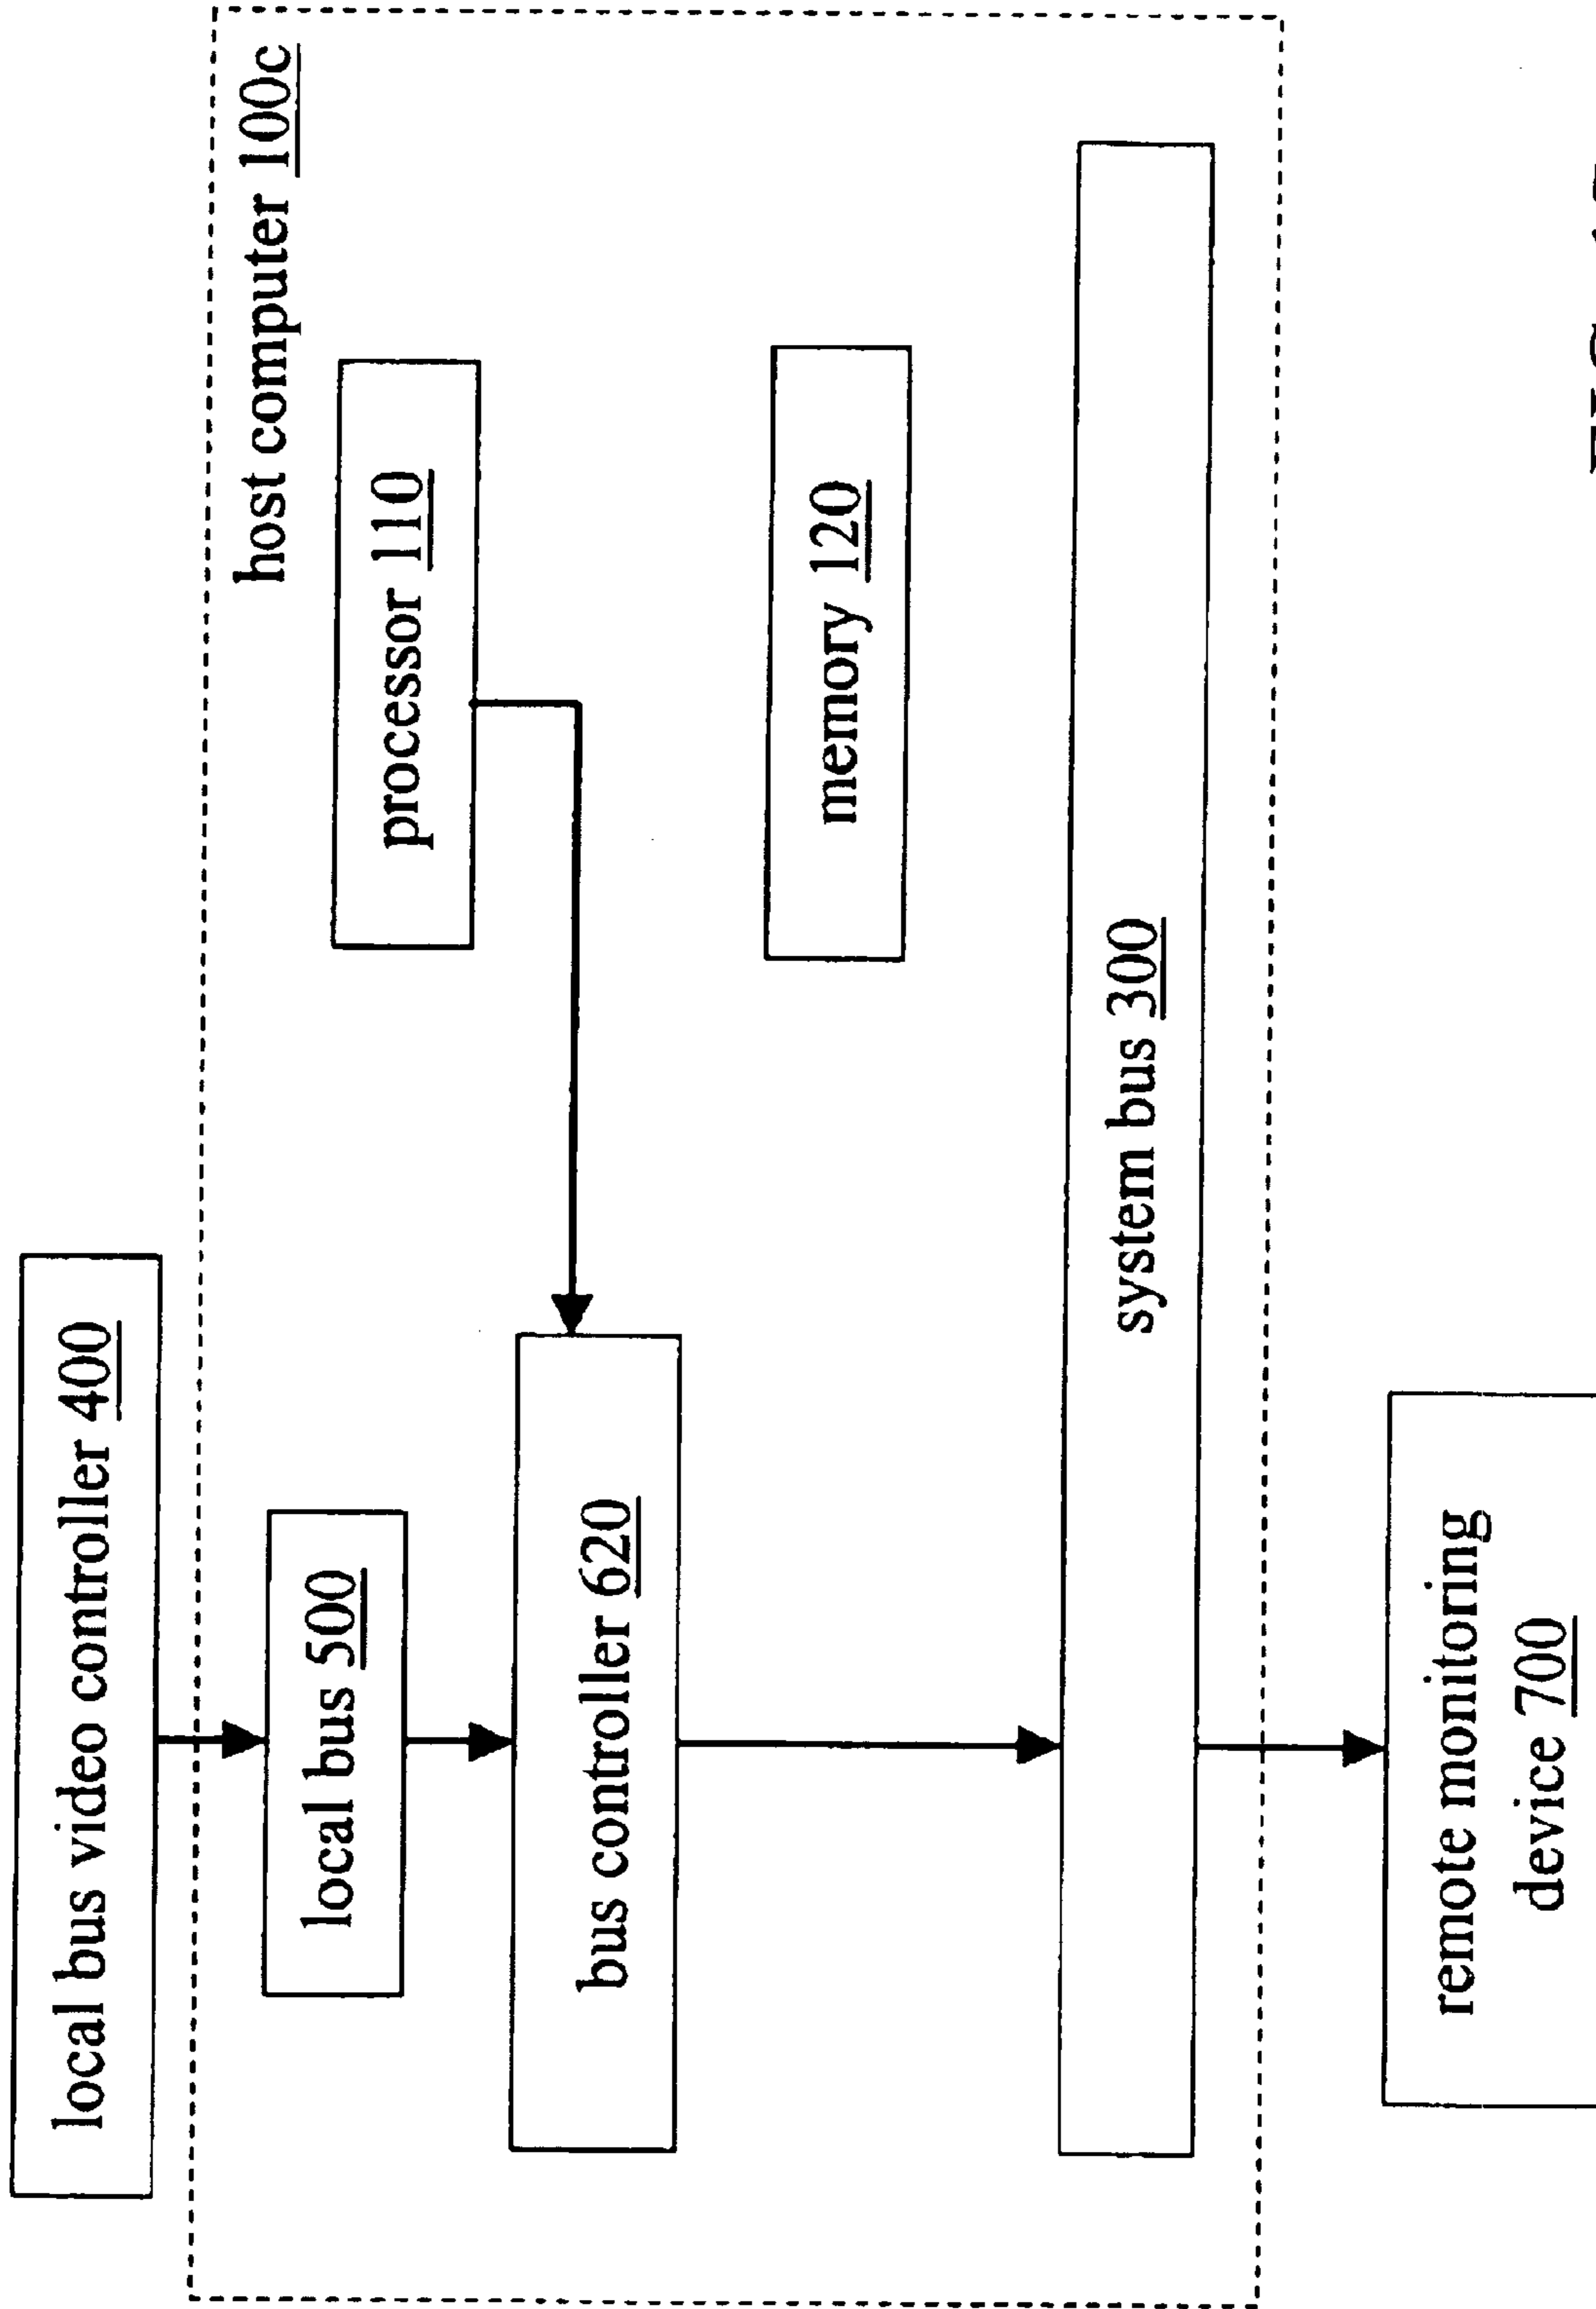 local bus video controller 400
host computer 100c
local bus 500
processor 110
bus controller 620
memory 120
system bus 300
remote monitoring
device 700